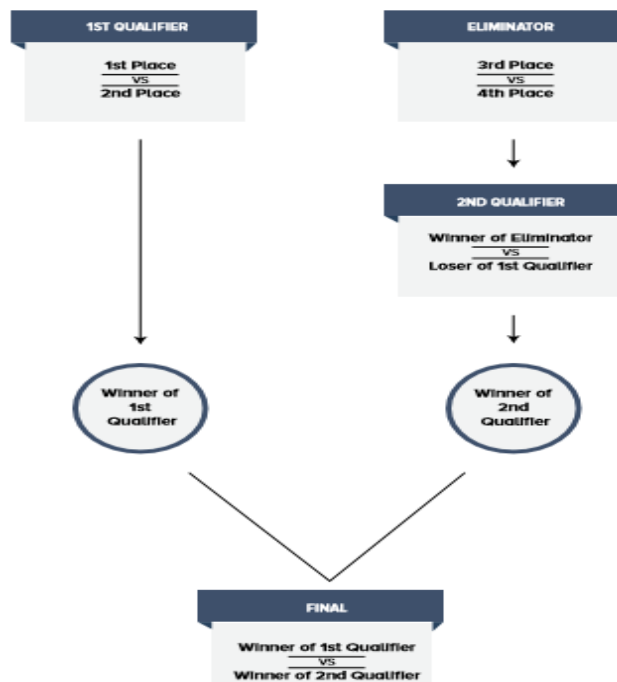 1ST QUALIFIER
1st Place
VS
2nd Place
ELIMINATOR
3rd Place
VS
4th Place
2ND QUALIFIER
Winner of Eliminator
VS
Loser of 1st Qualifier
Winner of
1st
Qualifier
Winner of
2nd
Qualifier
FINAL
Winner of 1st Qualifier
VS
Winner of 2nd Qualifier